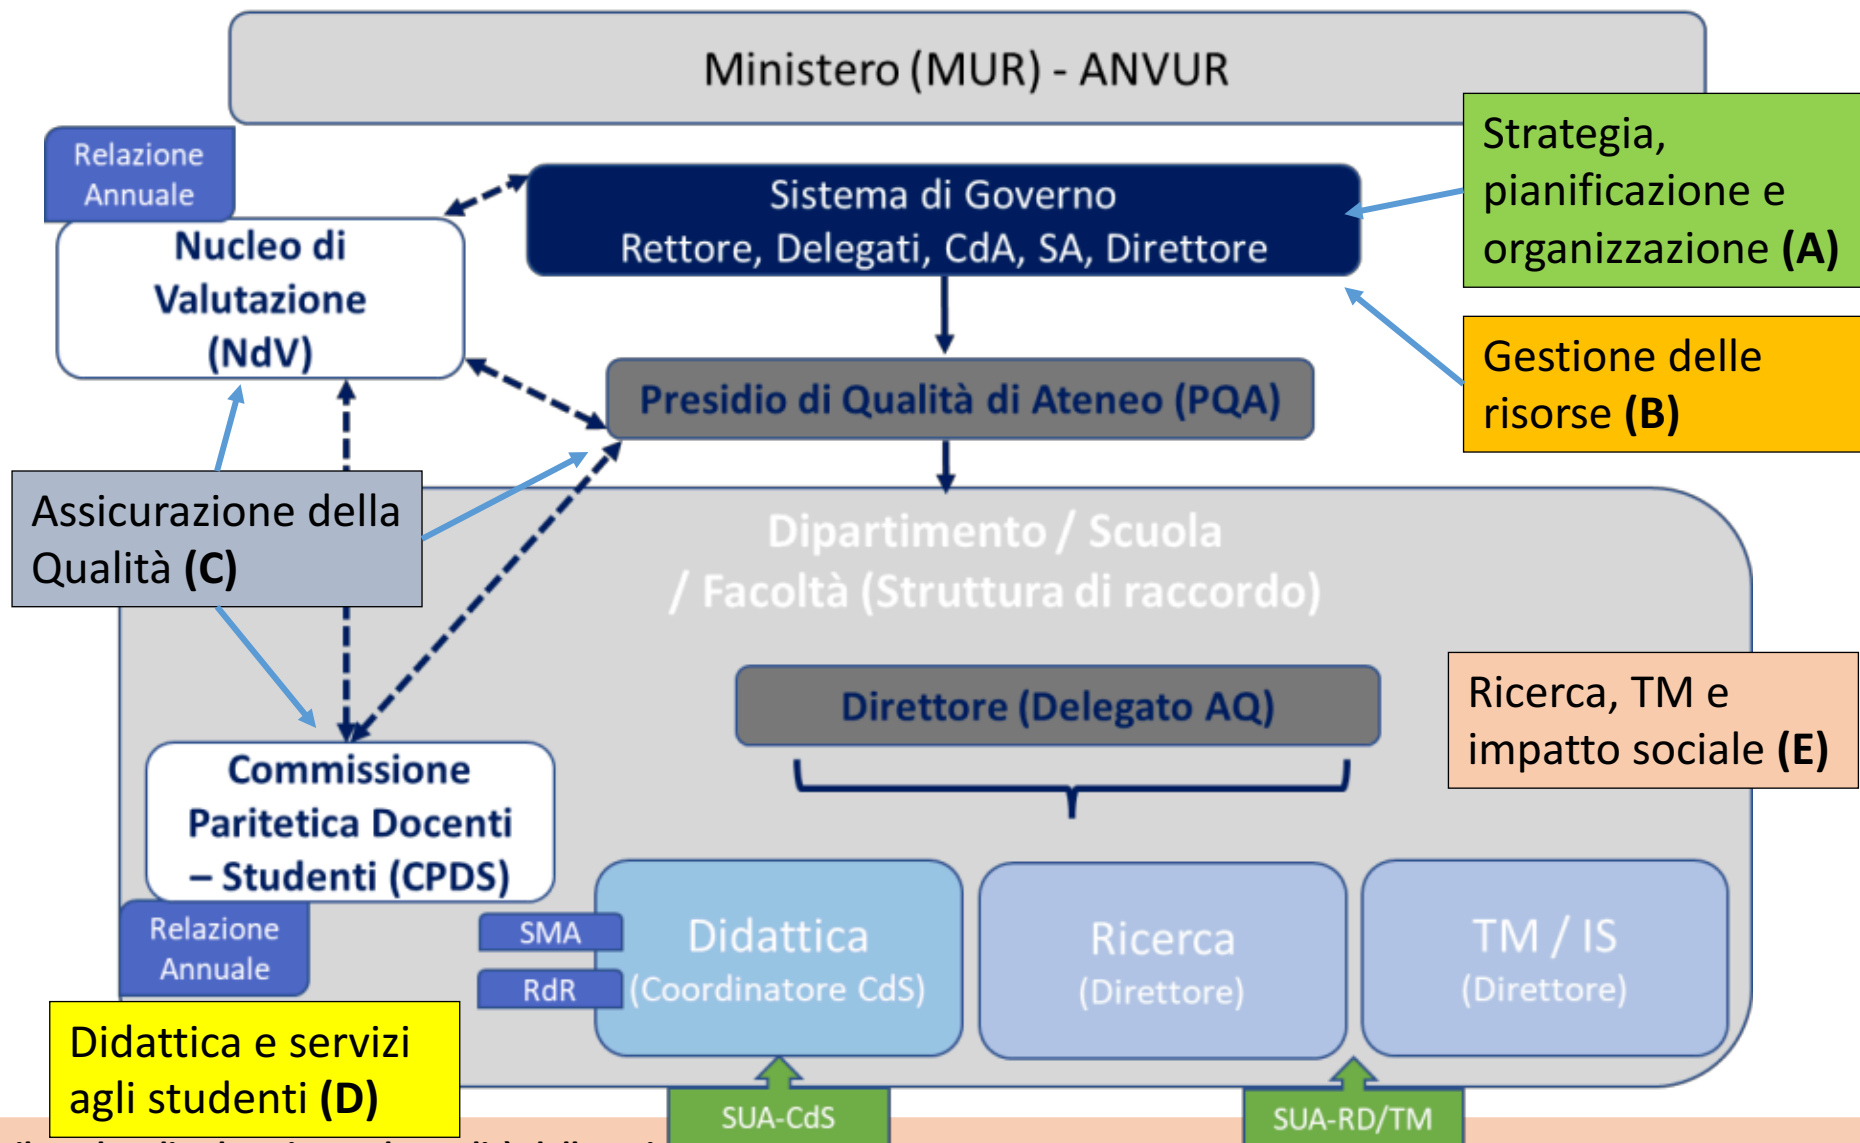 Ministero (MUR) - ANVUR
Relazione
Annuale
Nucleo di
Valutazione
(NdV)
Sistema di Governo
Rettore, Delegati, CdA, SA, Direttore
Strategia,
pianificazione e
organizzazione (A)
Gestione delle
risorse (B)
Presidio di Qualità di Ateneo (PQA)
Assicurazione della
Qualità (C)
Dipartimento / Scuola
/ Facoltà (Struttura di raccordo)
Direttore (Delegato AQ)
Ricerca, TM e
impatto sociale (E)
Commissione
Paritetica Docenti
– Studenti (CPDS)
Relazione
Annuale
SMA
RdR
Didattica
(Coordinatore CdS)
Ricerca
(Direttore)
TM / IS
(Direttore)
Didattica e servizi
agli studenti (D)
SUA-CdS
SUA-RD/TM